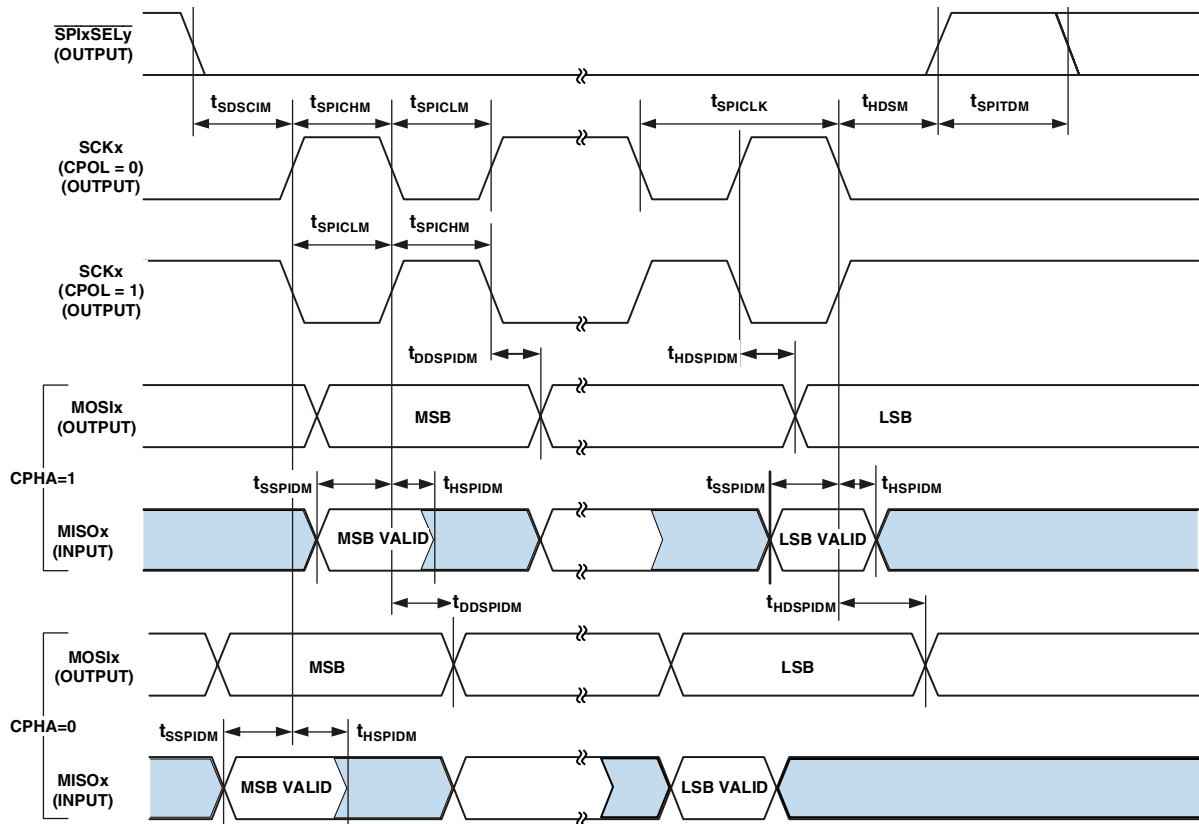 SPIxSELy
(OUTPUT)
tSDSCIM tSPICHM tSPICLM tSPICLK tHDSM tSPITDM
SCKx
(CPOL = 0)
(OUTPUT)
tSPICLM tSPICHM
SCKx
(CPOL = 1)
(OUTPUT)
tDDSPIDM tHDSPIDM
MOSIx
(OUTPUT)
MSB LSB
CPHA=1
tSSPIDM tHSPIDM tSSPIDM tHSPIDM
MISOx
(INPUT)
MSB VALID LSB VALID
tDDSPIDM tHDSPIDM
MOSIx
(OUTPUT)
MSB LSB
CPHA=0
tSSPIDM tHSPIDM
MISOx
(INPUT)
MSB VALID LSB VALID